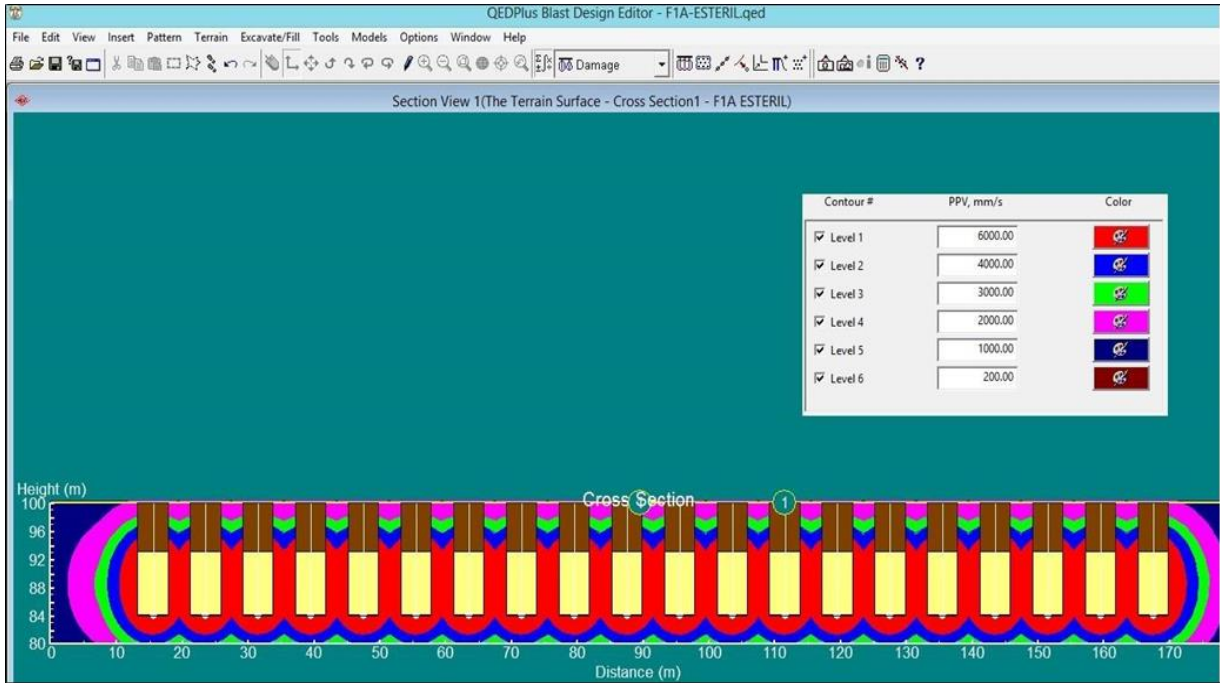 QEDPlus Blast Design Editor - F1A-ESTERIL.qed
File Edit View Insert Pattern Terrain Excavate/Fill Tools Models Options Window Help
Damage
Section View 1(The Terrain Surface - Cross Section1 - F1A ESTERIL)
Contour # PPV, mm/s Color
Level 1 6000.00
Level 2 4000.00
Level 3 3000.00
Level 4 2000.00
Level 5 1000.00
Level 6 200.00
Height (m)
Cross Section 1
100
96
92
88
84
80
0 10 20 30 40 50 60 70 80 90 100 110 120 130 140 150 160 170
Distance (m)